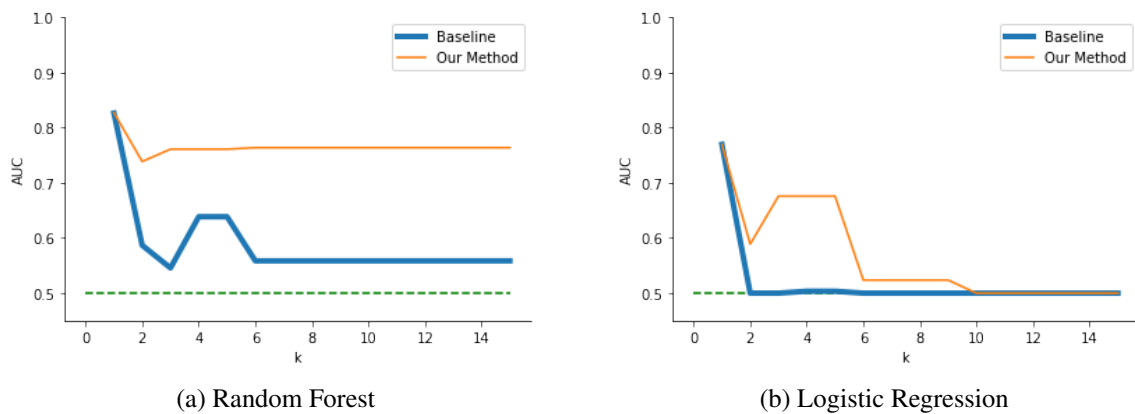 1.0
0.9
0.8
0.7
0.6
0.5
AUC
0 2 4 6 8 10 12 14
k
Baseline
Our Method
(a) Random Forest
1.0
0.9
0.8
0.7
0.6
0.5
AUC
0 2 4 6 8 10 12 14
k
Baseline
Our Method
(b) Logistic Regression